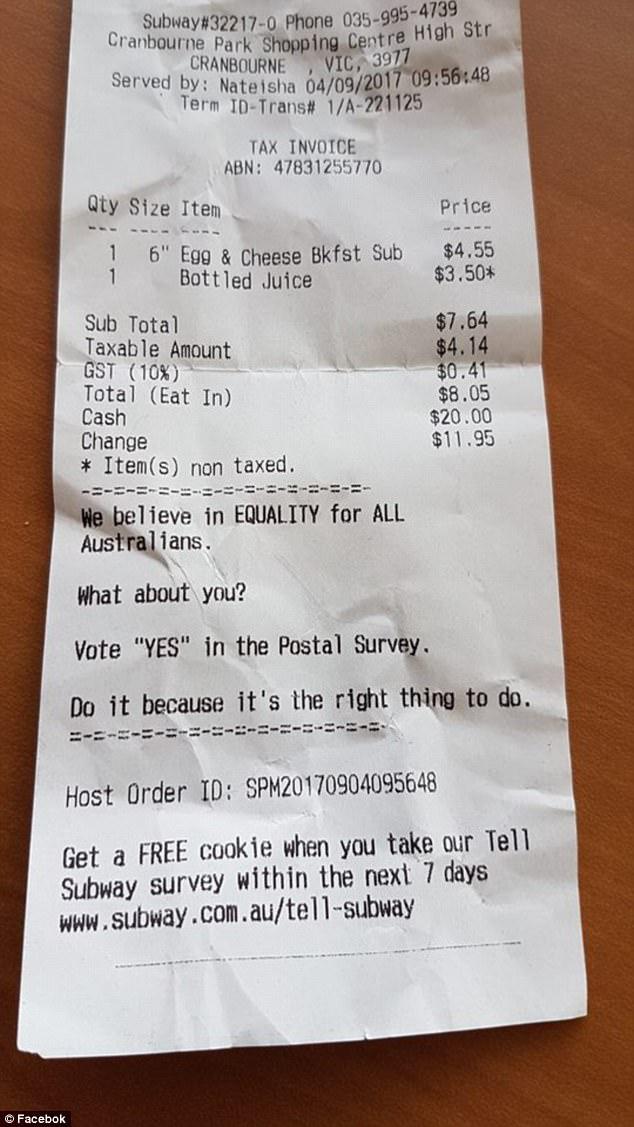 Subway#32217-0 Phone 035-995-4739
Cranbourne Park Shopping Centre High Str
CRANBOURNE , VIC, 3977
Served by: Nateisha 04/09/2017 09:56:48
Term ID-Trans# 1/A-221125
TAX INVOICE
ABN: 47831255770
Qty Size Item Price
--- ---- ---- -----
1 6" Egg & Cheese Bkfst Sub $4.55
1 Bottled Juice $3.50*
Sub Total $7.64
Taxable Amount $4.14
GST (10%) $0.41
Total (Eat In) $8.05
Cash $20.00
Change $11.95
* Item(s) non taxed.
-=-=-=-=-=-=-=-=-=-=-=-=-=-
We believe in EQUALITY for ALL
Australians.
What about you?
Vote "YES" in the Postal Survey.
Do it because it's the right thing to do.
=-=-=-=-=-=-=-=-=-=-=-=-=-
Host Order ID: SPM20170904095648
Get a FREE cookie when you take our Tell
Subway survey within the next 7 days
www.subway.com.au/tell-subway
© Facebok